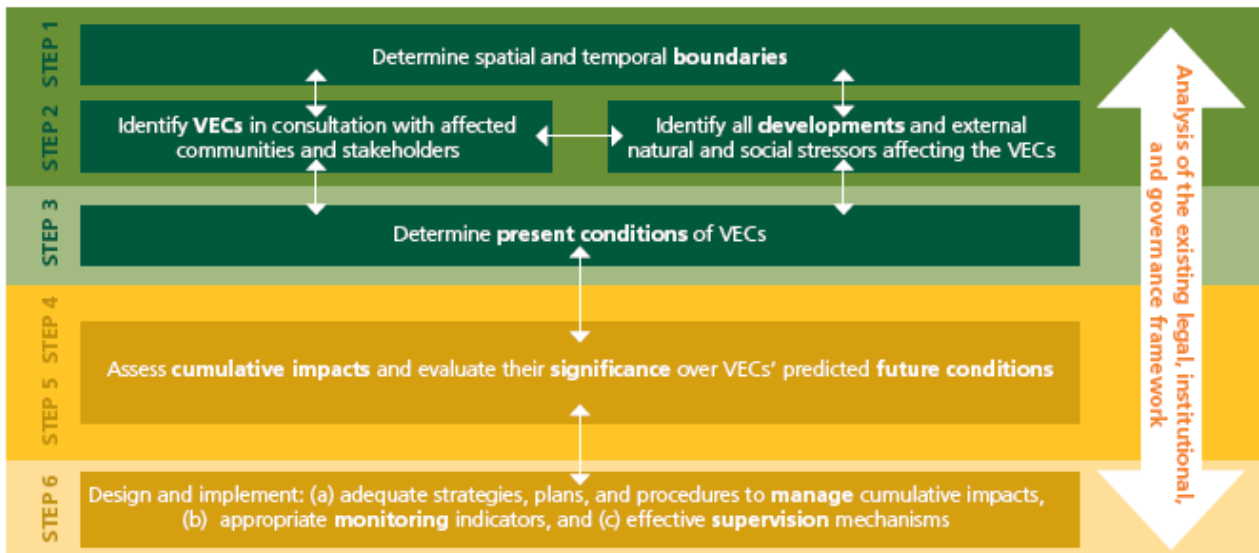 STEP 1
Determine spatial and temporal boundaries
STEP 2
Identify VECs in consultation with affected
communities and stakeholders
Identify all developments and external
natural and social stressors affecting the VECs
STEP 3
Determine present conditions of VECs
STEP 4
STEP 5
Assess cumulative impacts and evaluate their significance over VECs’ predicted future conditions
STEP 6
Design and implement: (a) adequate strategies, plans, and procedures to manage cumulative impacts,
(b) appropriate monitoring indicators, and (c) effective supervision mechanisms
Analysis of the existing legal, institutional,
and governance framework